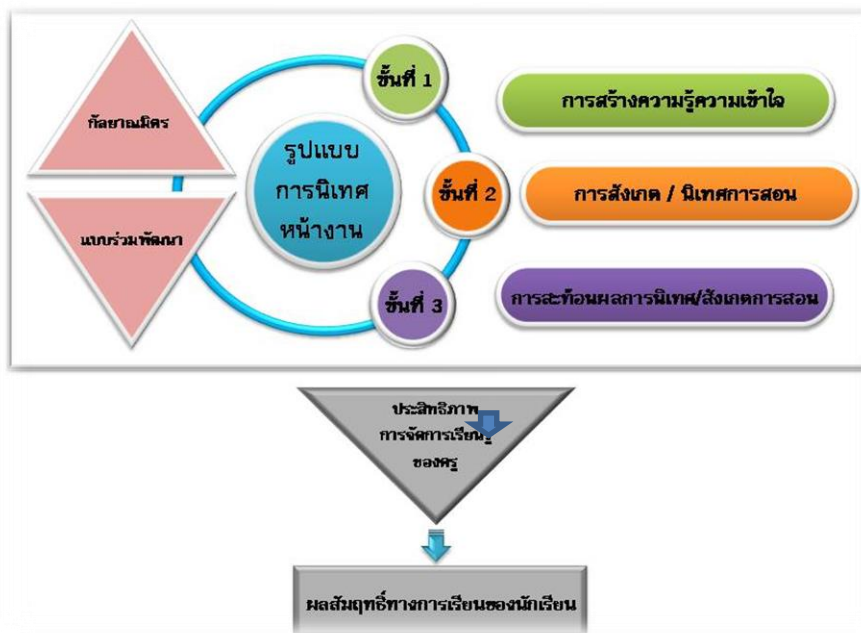 กัลยาณมิตร
แบบร่วมพัฒนา
รูปแบบ
การนิเทศ
หน้างาน
ขั้นที่ 1
การสร้างความรู้ความเข้าใจ
ขั้นที่ 2
การสังเกต / นิเทศการสอน
ขั้นที่ 3
การสะท้อนผลการนิเทศ/สังเกตการสอน
ประสิทธิภาพ
การจัดการเรียนรู้
ของครู
ผลสัมฤทธิ์ทางการเรียนของนักเรียน